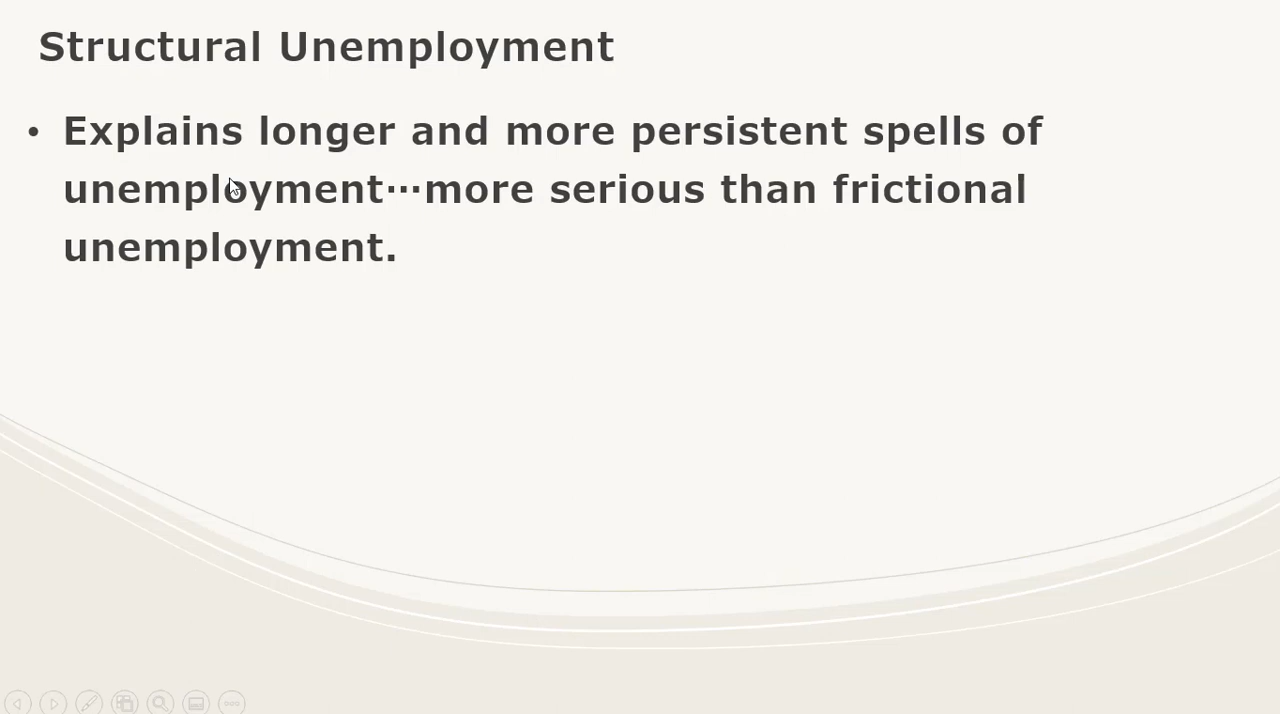 Structural Unemployment
• Explains longer and more persistent spells of
unemployment⋯more serious than frictional
unemployment.